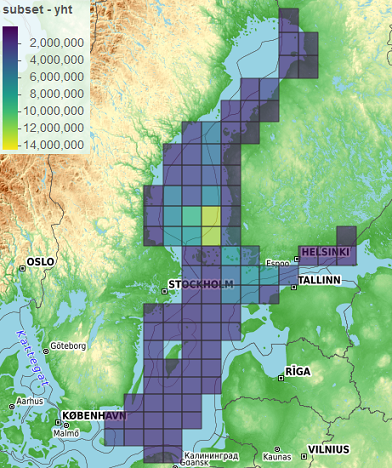 subset - yht
2,000,000
4,000,000
6,000,000
8,000,000
10,000,000
12,000,000
14,000,000
OSLO
HELSINKI
Espoo
STOCKHOLM
TALLINN
Kattegat
Göteborg
RĪGA
Aarhus
KØBENHAVN
Malmö
Калининград
Gdańsk
Kaunas
VILNIUS